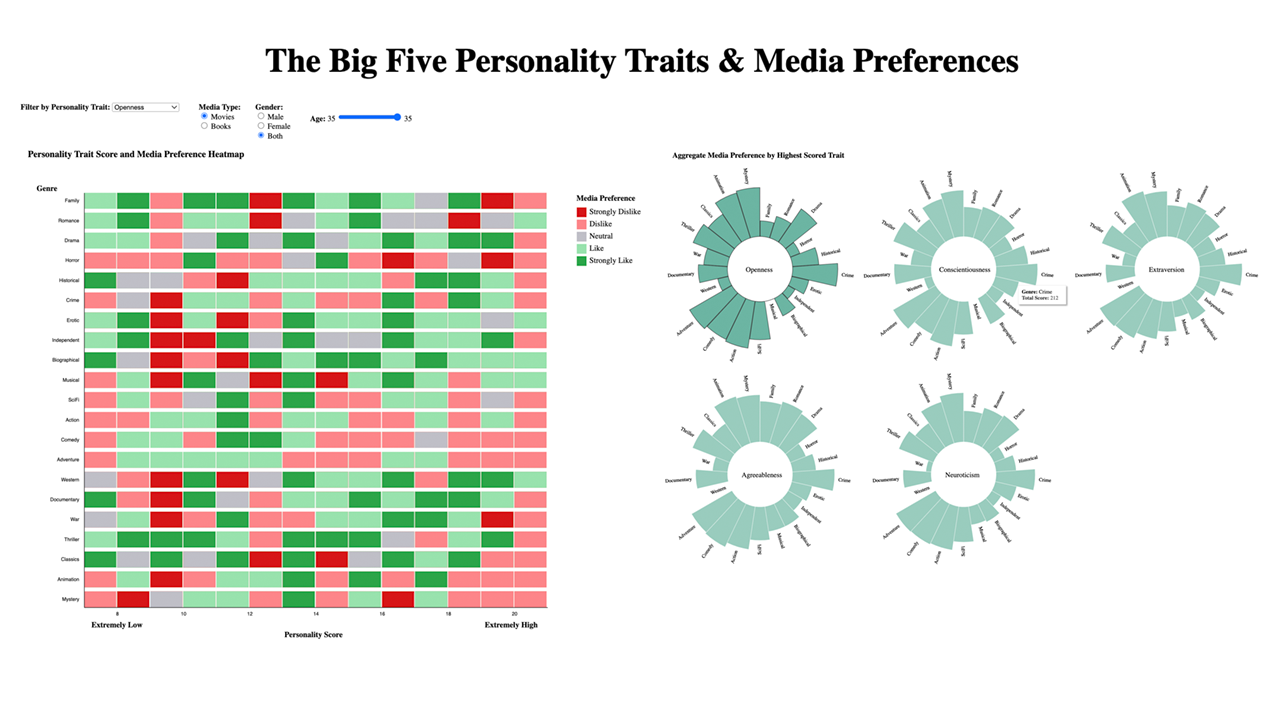 The Big Five Personality Traits & Media Preferences
Filter by Personality Trait: Openness
Media Type:
Movies
Books
Gender:
Male
Female
Both
Age: 35 35
Personality Trait Score and Media Preference Heatmap
Genre
Family
Romance
Drama
Horror
Historical
Crime
Erotic
Independent
Biographical
Musical
SciFi
Action
Comedy
Adventure
Western
Documentary
War
Thriller
Classics
Animation
Mystery
8 10 12 14 16 18 20
Extremely Low
Extremely High
Personality Score
Media Preference
Strongly Dislike
Dislike
Neutral
Like
Strongly Like
Aggregate Media Preference by Highest Scored Trait
Openness
Family
Romance
Drama
Horror
Historical
Crime
Erotic
Independent
Biographical
Musical
SciFi
Action
Comedy
Adventure
Western
Documentary
War
Thriller
Classics
Animation
Mystery
Conscientiousness
Family
Romance
Drama
Horror
Historical
Crime
Independent
Biographical
Musical
SciFi
Action
Comedy
Adventure
Western
Documentary
War
Thriller
Classics
Animation
Mystery
Genre: Crime
Total Score: 212
Extraversion
Family
Romance
Drama
Horror
Historical
Crime
Erotic
Independent
Biographical
Musical
SciFi
Action
Comedy
Adventure
Western
Documentary
War
Thriller
Classics
Animation
Mystery
Agreeableness
Family
Romance
Drama
Horror
Historical
Crime
Erotic
Independent
Biographical
Musical
SciFi
Action
Comedy
Adventure
Western
Documentary
War
Thriller
Classics
Animation
Mystery
Neuroticism
Family
Romance
Drama
Horror
Historical
Crime
Erotic
Independent
Biographical
Musical
SciFi
Action
Comedy
Adventure
Western
Documentary
War
Thriller
Classics
Animation
Mystery